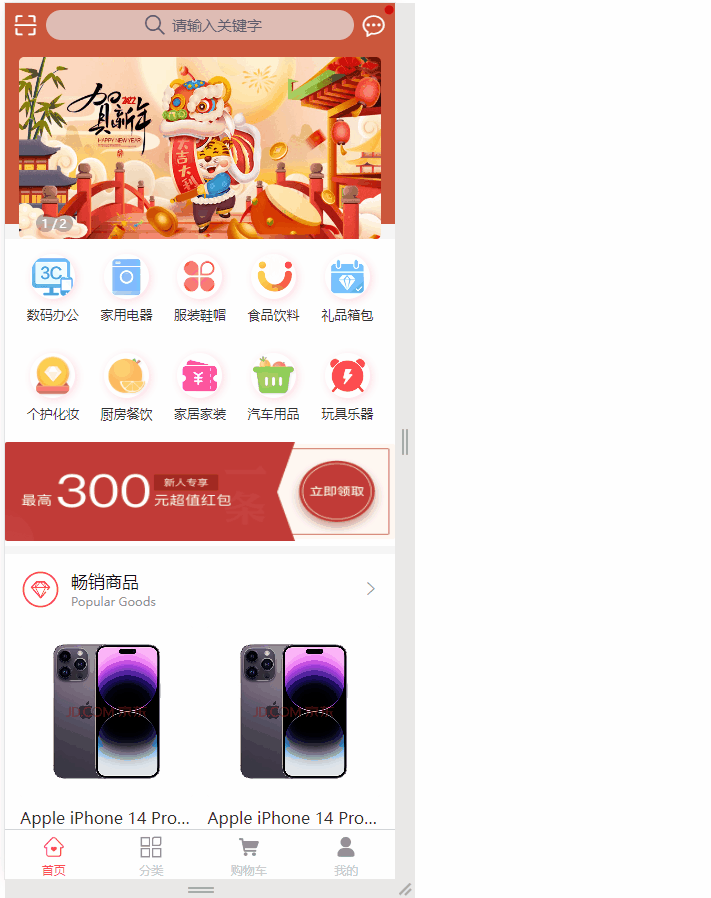 请输入关键字
贺新年
2022
HAPPY NEW YEAR
大吉大利
1 / 2
3C
数码办公 家用电器 服装鞋帽 食品饮料 礼品箱包
个护化妆 厨房餐饮 家居家装 汽车用品 玩具乐器
最高 300 元超值红包
新人专享
一条
立即领取
畅销商品
Popular Goods
Apple iPhone 14 Pro... Apple iPhone 14 Pro...
首页 分类 购物车 我的